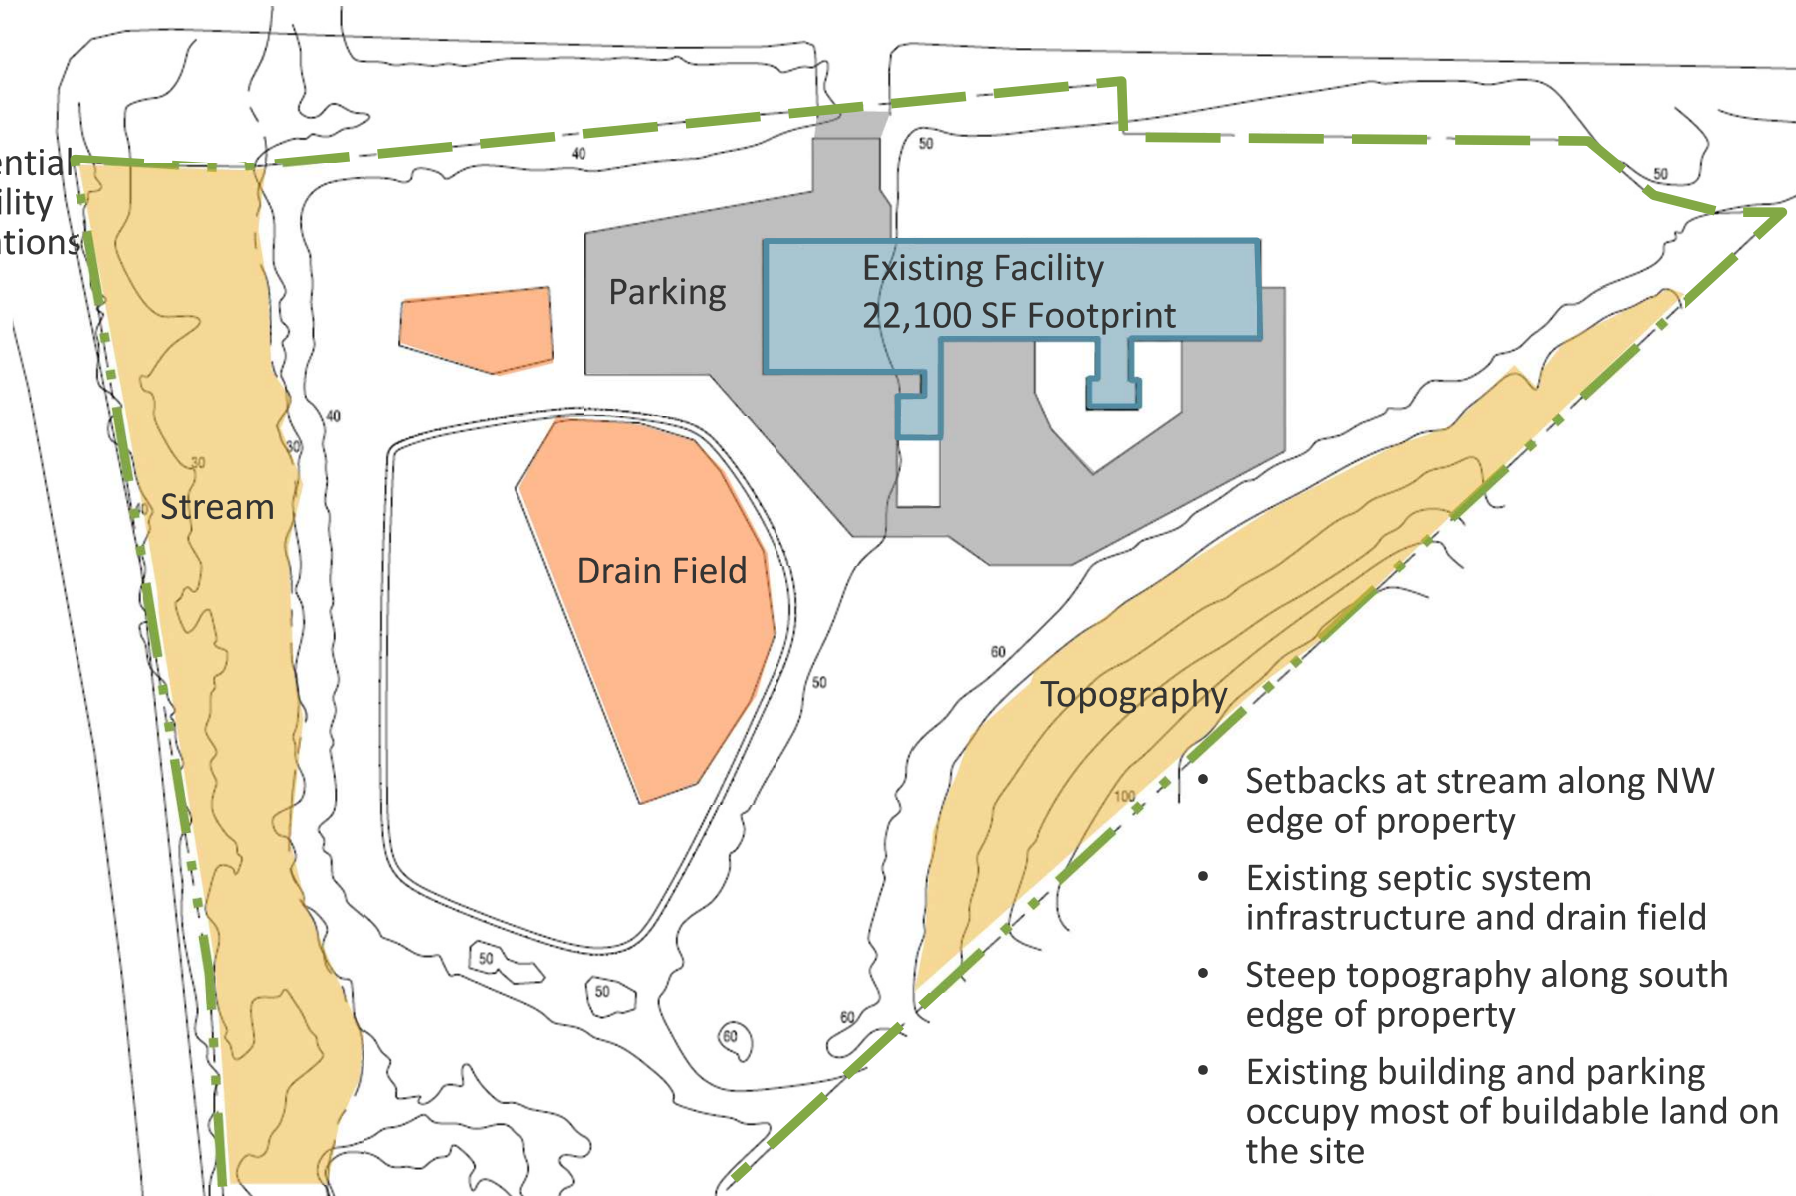 50
40
ential
50
ility
ations
Existing Facility
Parking
22,100 SF Footprint
40
30
30
Stream
40
Drain Field
60
50
Topography
• Setbacks at stream along NW
edge of property
100
• Existing septic system
infrastructure and drain field
50
• Steep topography along south
50
edge of property
60
60
• Existing building and parking
occupy most of buildable land on
the site